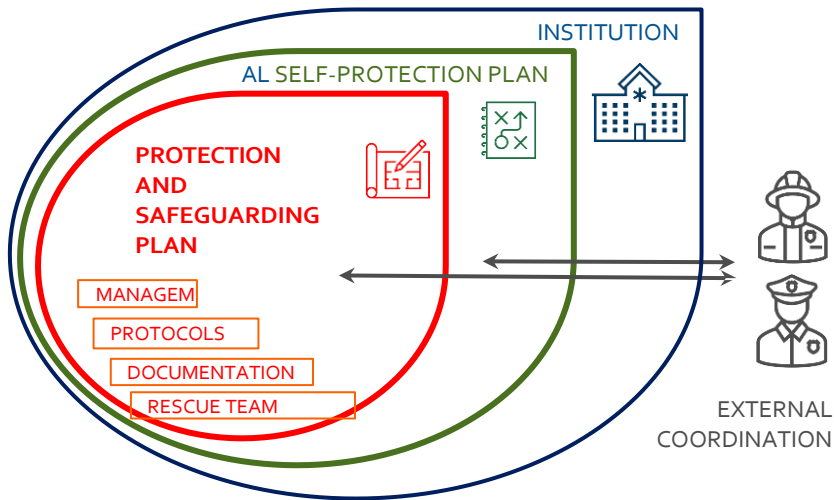 INSTITUTION
AL SELF-PROTECTION PLAN
PROTECTION
AND
SAFEGUARDING
PLAN
MANAGEM
PROTOCOLS
DOCUMENTATION
RESCUE TEAM
EXTERNAL
COORDINATION